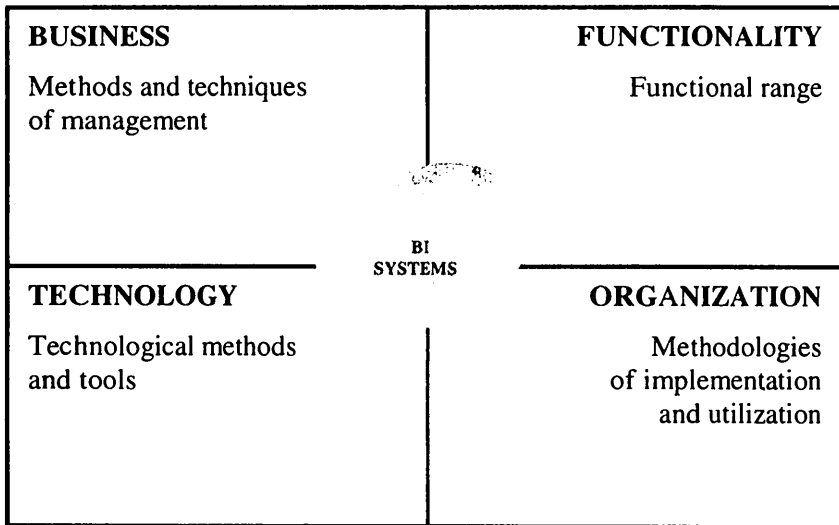 BUSINESS
Methods and techniques
of management
FUNCTIONALITY
Functional range
BI
SYSTEMS
TECHNOLOGY
Technological methods
and tools
ORGANIZATION
Methodologies
of implementation
and utilization